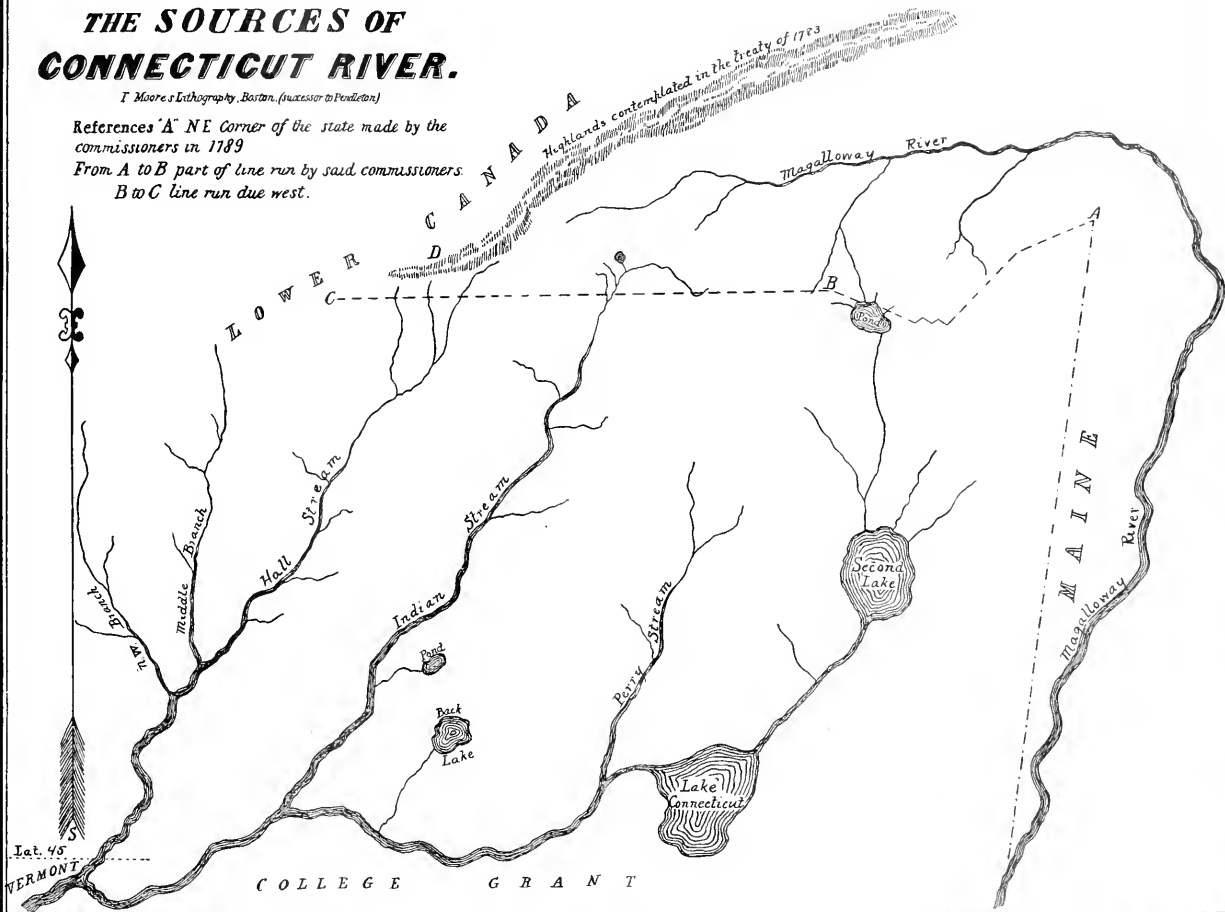 THE SOURCES OF
CONNECTICUT RIVER.
T Moore's Lithography, Boston, (successor to Pendleton)
References "A" NE Corner of the state made by the
commissioners in 1789
From A to B part of line run by said commissioners.
B to C line run due west.
LOWER CANADA
Highlands contemplated in the treaty of 1783
Magalloway River
A
D
C
B
Pond
MAINE
Hall Stream
Indian Stream
Middle Branch
N.W. Branch
Second
Lake
Magalloway River
Perry Stream
Pond
Back
Lake
Lake
Connecticut
S
Lat. 45
VERMONT
COLLEGE GRANT